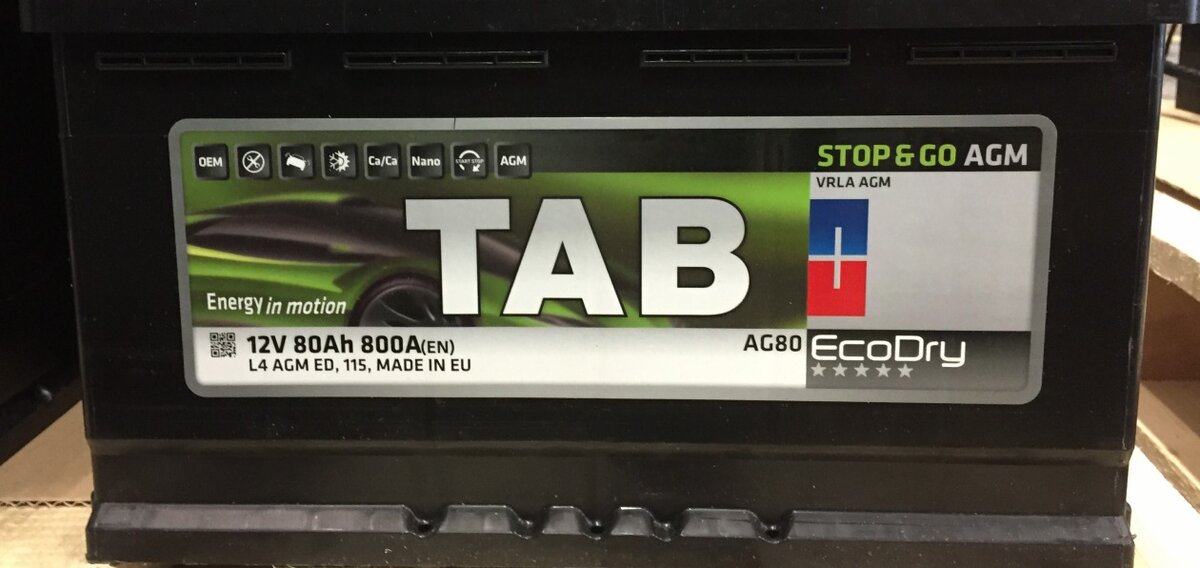 OEM Ca/Ca Nano START STOP AGM
STOP & GO AGM
VRLA AGM
TAB
Energy in motion
12V 80Ah 800A(EN)
AG80
L4 AGM ED, 115, MADE IN EU
EcoDry